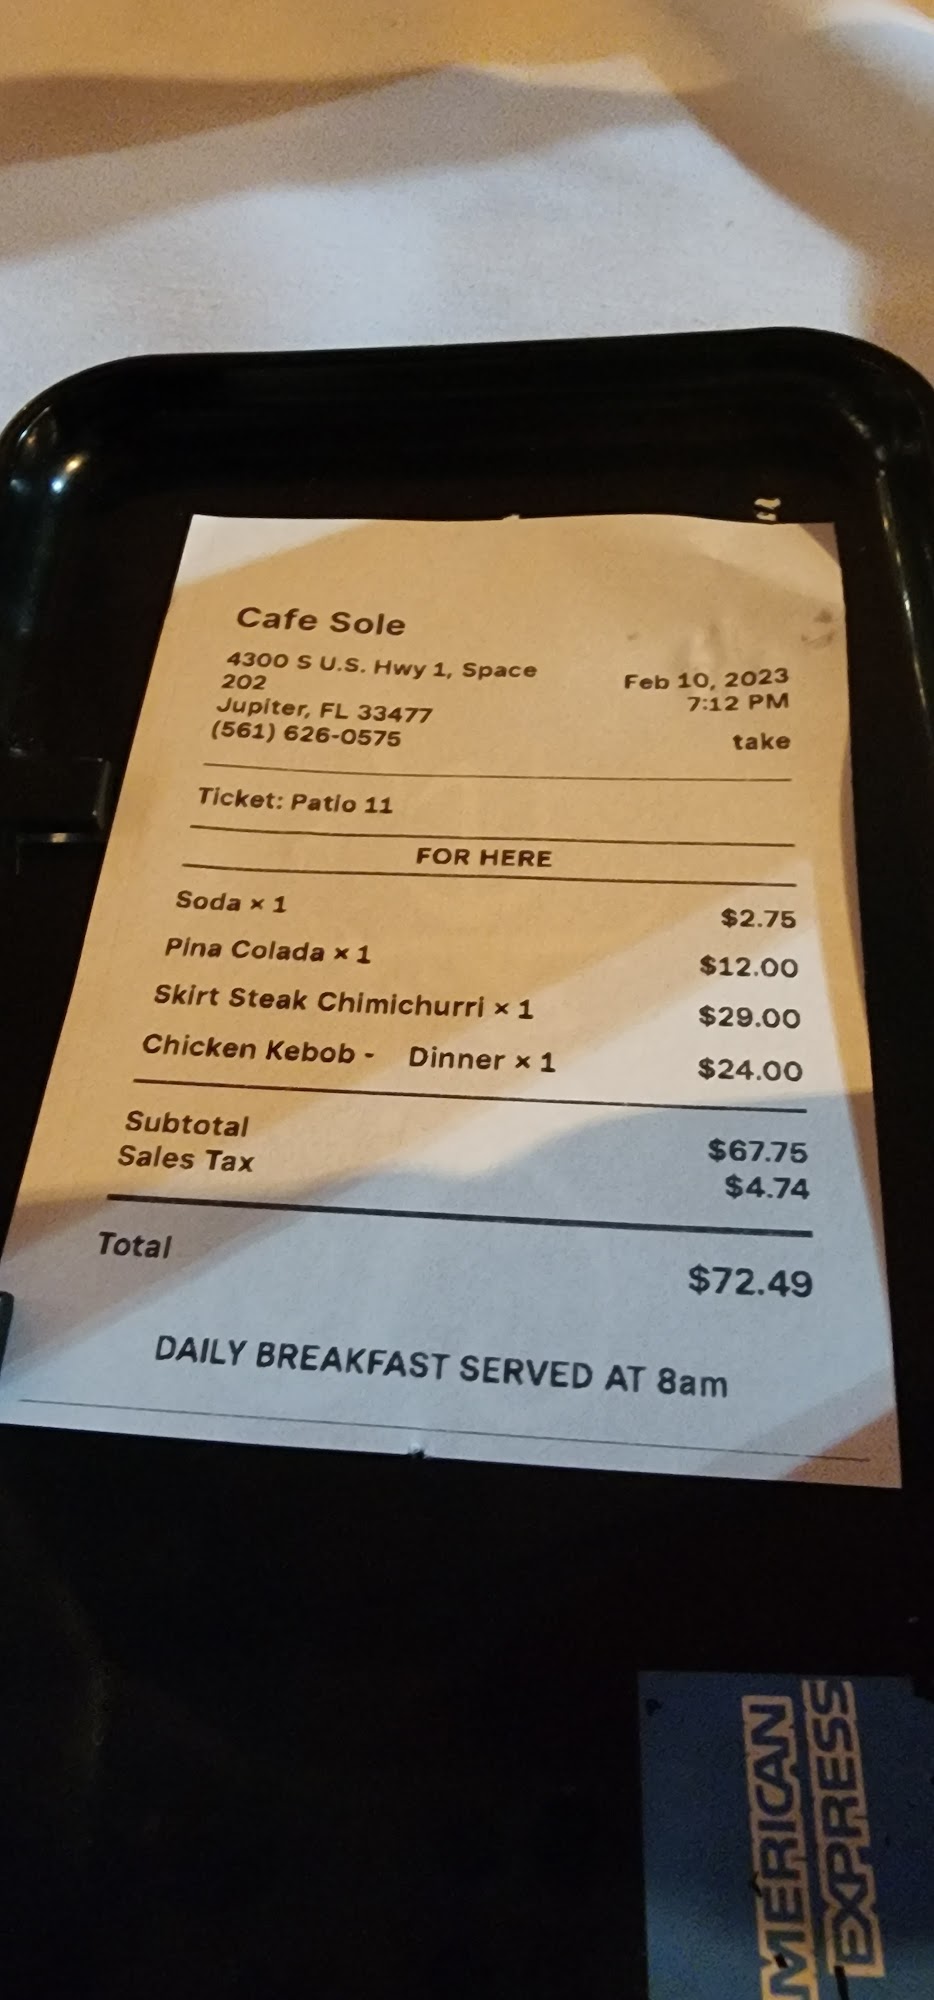 Cafe Sole
4300 S U.S. Hwy 1, Space
202
Jupiter, FL 33477
(561) 626-0575
Feb 10, 2023
7:12 PM
take
Ticket: Patio 11
FOR HERE
Soda × 1 $2.75
Pina Colada × 1 $12.00
Skirt Steak Chimichurri × 1 $29.00
Chicken Kebob - Dinner × 1 $24.00
Subtotal $67.75
Sales Tax $4.74
Total $72.49
DAILY BREAKFAST SERVED AT 8am
MERICAN
EXPRESS